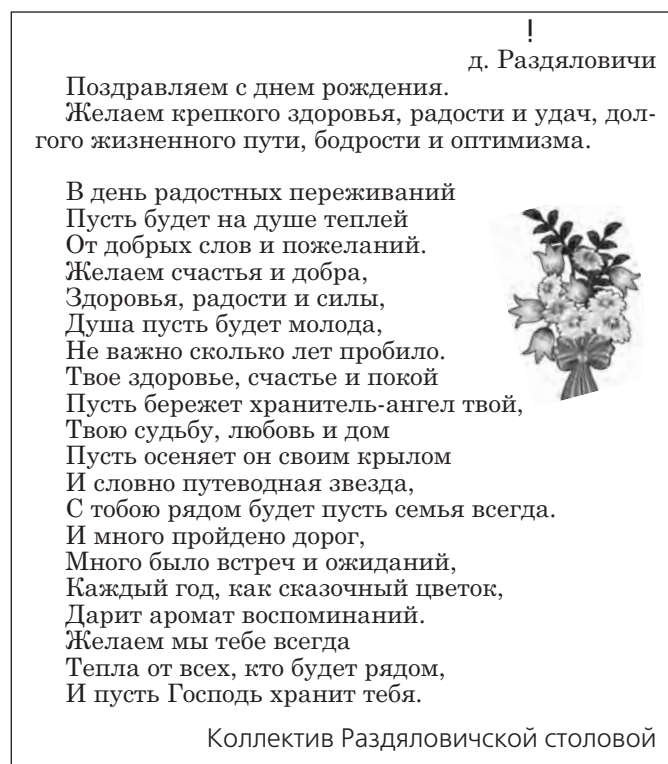 !
д. Раздяловичи
Поздравляем с днем рождения.
Желаем крепкого здоровья, радости и удач, дол-
гого жизненного пути, бодрости и оптимизма.
В день радостных переживаний
Пусть будет на душе теплей
От добрых слов и пожеланий.
Желаем счастья и добра,
Здоровья, радости и силы,
Душа пусть будет молода,
Не важно сколько лет пробило.
Твое здоровье, счастье и покой
Пусть бережет хранитель-ангел твой,
Твою судьбу, любовь и дом
Пусть осеняет он своим крылом
И словно путеводная звезда,
С тобою рядом будет пусть семья всегда.
И много пройдено дорог,
Много было встреч и ожиданий,
Каждый год, как сказочный цветок,
Дарит аромат воспоминаний.
Желаем мы тебе всегда
Тепла от всех, кто будет рядом,
И пусть Господь хранит тебя.
Коллектив Раздяловичской столовой